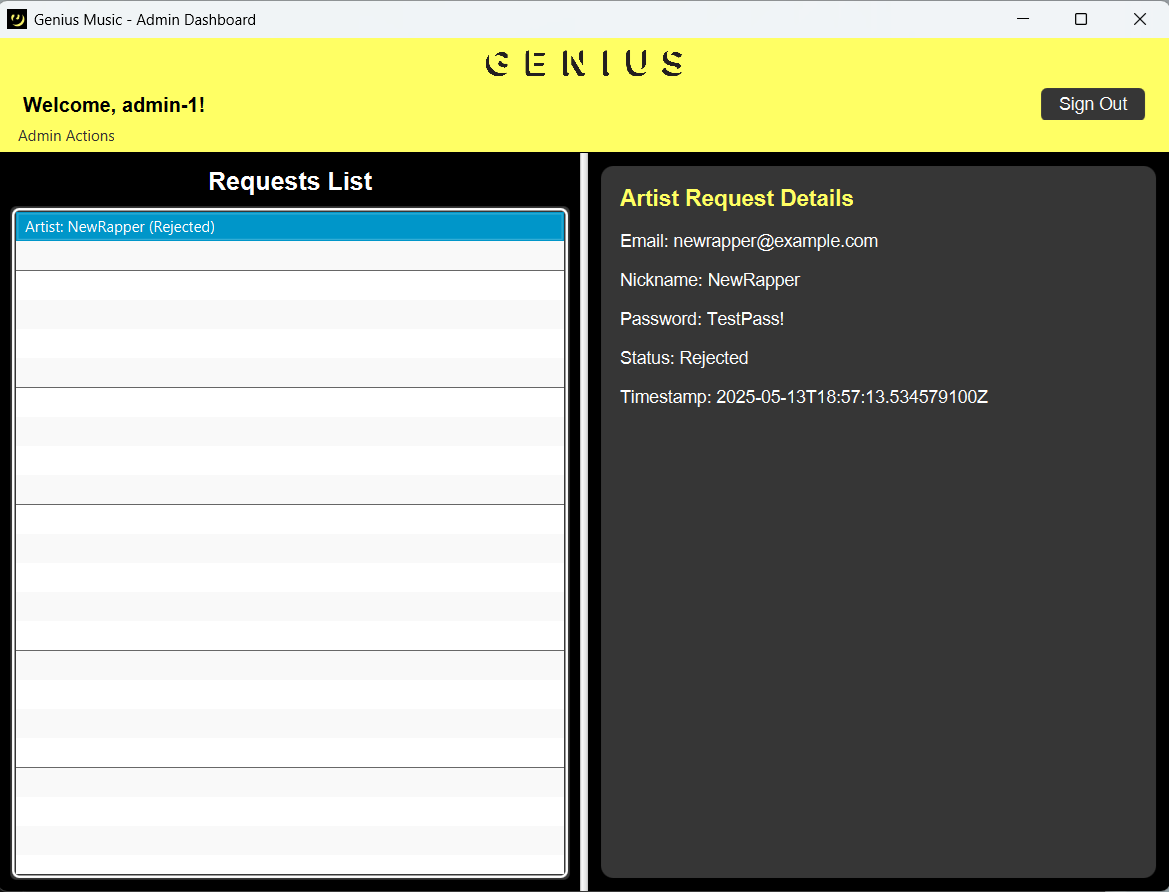 Genius Music - Admin Dashboard
GENIUS
Welcome, admin-1!
Sign Out
Admin Actions
Requests List
Artist: NewRapper (Rejected)
Artist Request Details
Email: newrapper@example.com
Nickname: NewRapper
Password: TestPass!
Status: Rejected
Timestamp: 2025-05-13T18:57:13.534579100Z